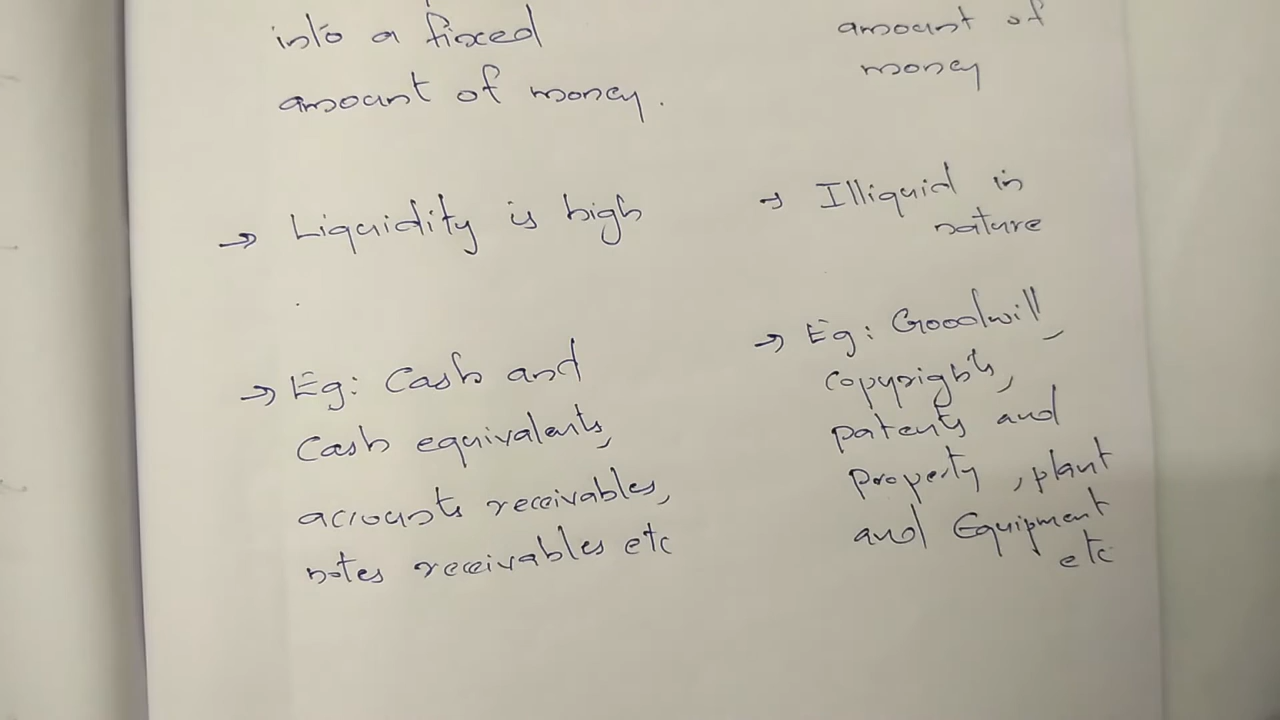 into a fixed
amount of money.
→ Liquidity is high
→ Eg: Cash and
Cash equivalents,
accounts receivables,
notes receivables etc
amount of
money
→ Illiquid in
nature
→ Eg: Goodwill,
copyrights,
patents and
property, plant
and Equipment
etc